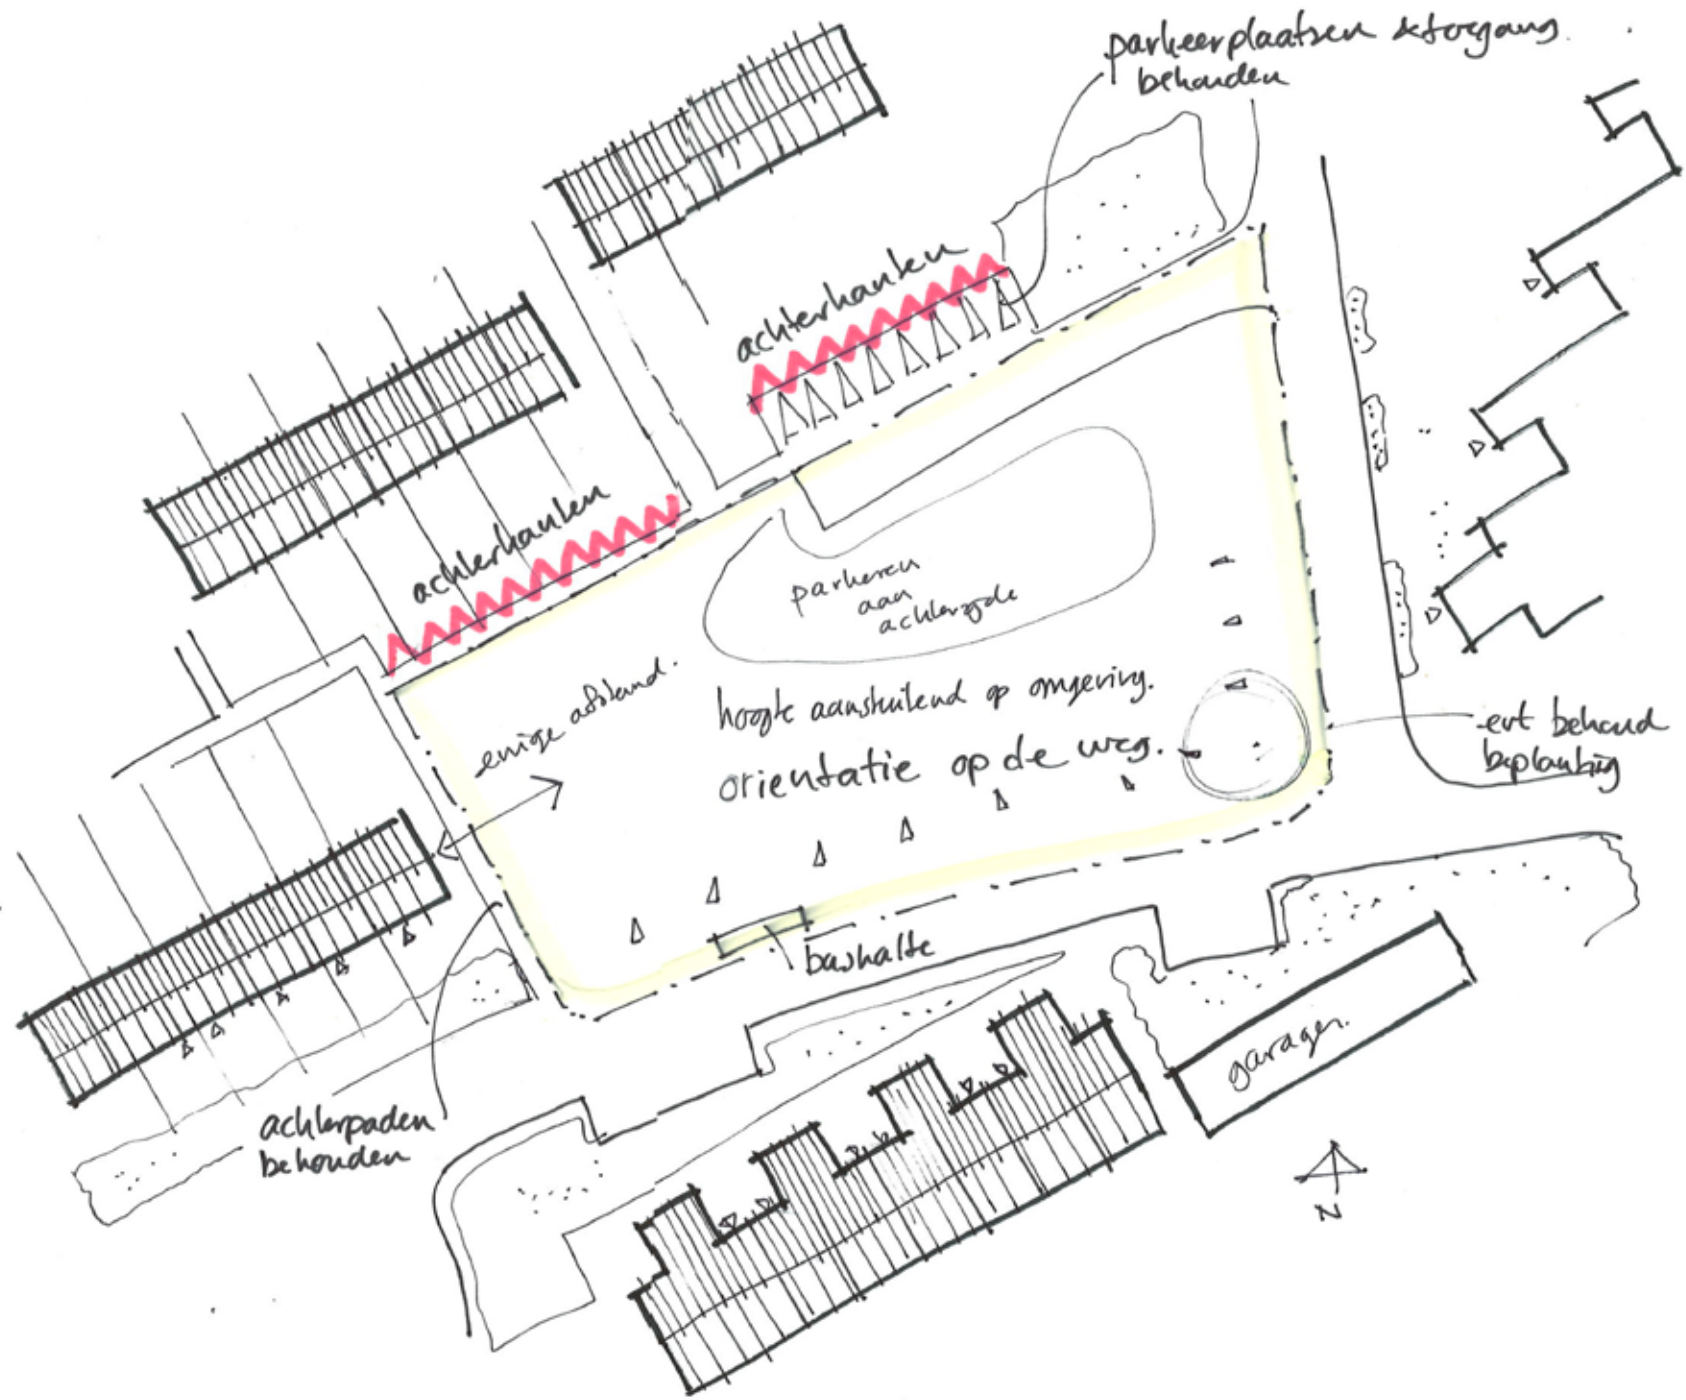 parkeerplaatsen & toegang
behouden
achterkanten
achterkanten
parkeren
aan
achterzijde
enige afstand.
hoogte aansluitend op omgeving.
orientatie op de weg.
evt behoud
beplanting
bushalte
garages.
achterpaden
behouden
N